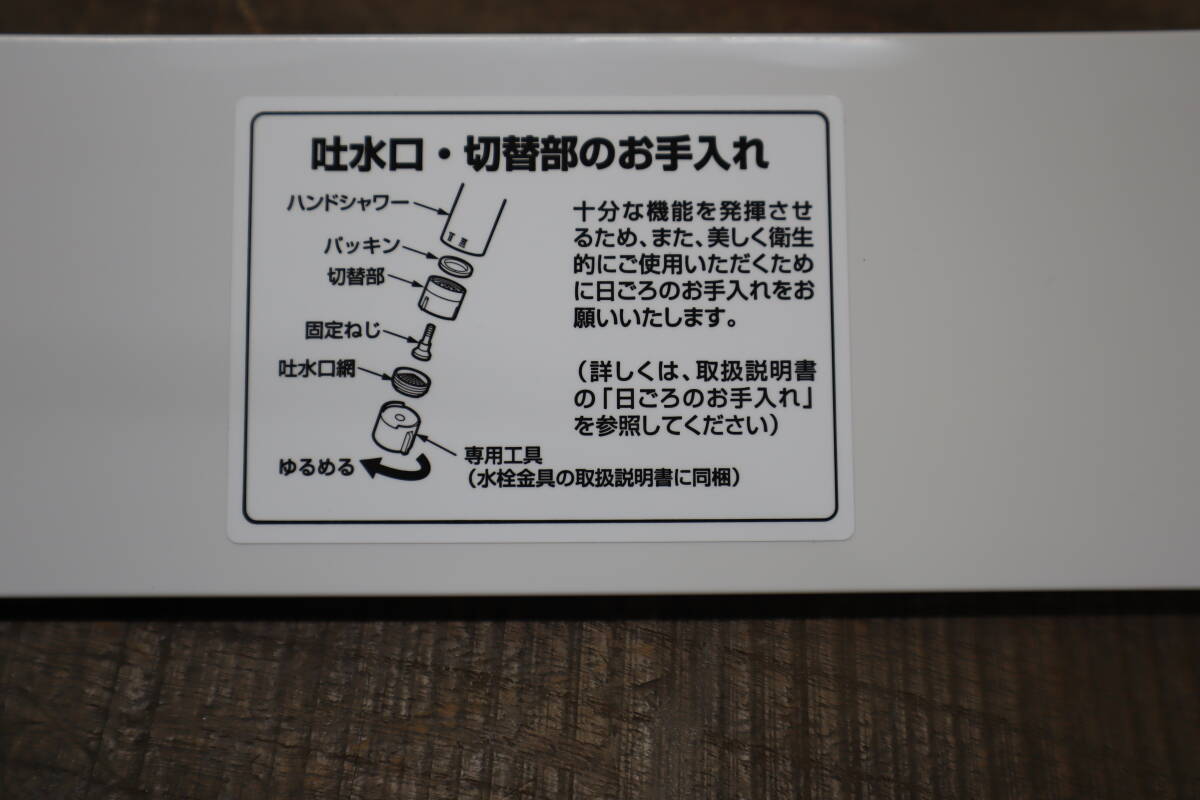 吐水口・切替部のお手入れ
ハンドシャワー
パッキン
切替部
固定ねじ
吐水口網
ゆるめる
専用工具
(水栓金具の取扱説明書に同梱)
十分な機能を発揮させ
るため、また、美しく衛生
的にご使用いただくため
に日ごろのお手入れをお
願いいたします。
(詳しくは、取扱説明書
の「日ごろのお手入れ」
を参照してください)